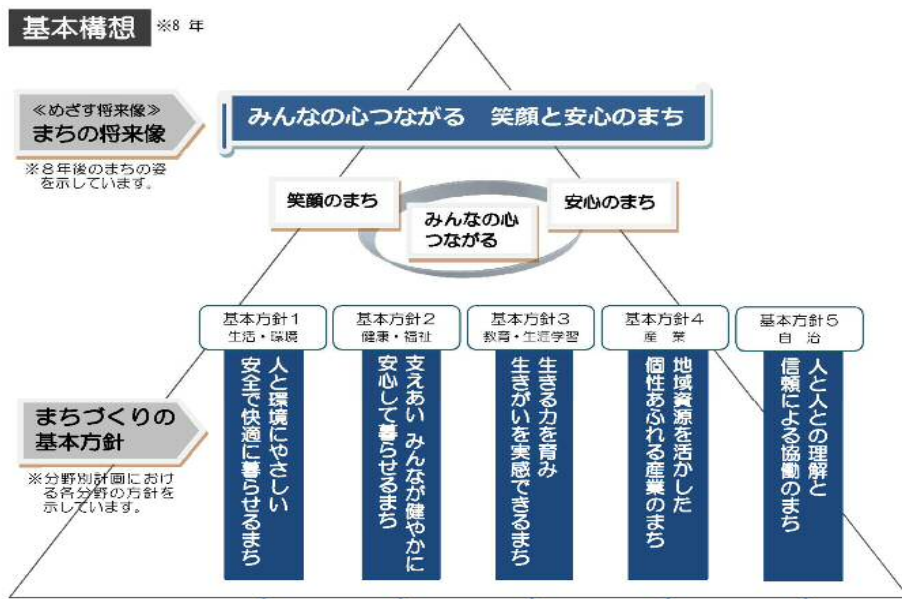 基本構想 ※8 年
≪めざす将来像≫
まちの将来像
※8年後のまちの姿
を示しています。
みんなの心つながる 笑顔と安心のまち
笑顔のまち
みんなの心
つながる
安心のまち
まちづくりの
基本方針
※分野別計画におけ
る各分野の方針を
示しています。
基本方針1
生活・環境
人と環境にやさしい
安全で快適に暮らせるまち
基本方針2
健康・福祉
支えあい みんなが健やかに
安心して暮らせるまち
基本方針3
教育・生涯学習
生きる力を育み
生きがいを実感できるまち
基本方針4
産 業
地域資源を活かした
個性あふれる産業のまち
基本方針5
自 治
人と人との理解と
信頼による協働のまち